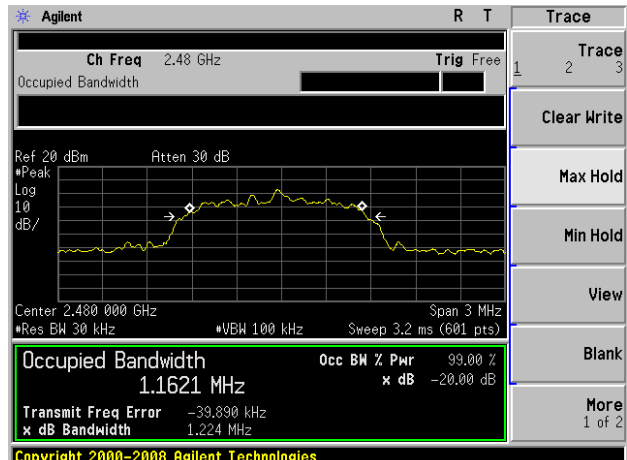 Agilent R T Trace
Ch Freq 2.48 GHz Trig Free
Occupied Bandwidth
Trace
1 2 3
Clear Write
Max Hold
Min Hold
View
Blank
More
1 of 2
Ref 20 dBm Atten 30 dB
#Peak
Log
10
dB/
Center 2.480 000 GHz Span 3 MHz
#Res BW 30 kHz #VBW 100 kHz Sweep 3.2 ms (601 pts)
Occupied Bandwidth Occ BW % Pwr 99.00 %
1.1621 MHz x dB -20.00 dB
Transmit Freq Error -39.890 kHz
x dB Bandwidth 1.224 MHz
Copyright 2000-2008 Agilent Technologies